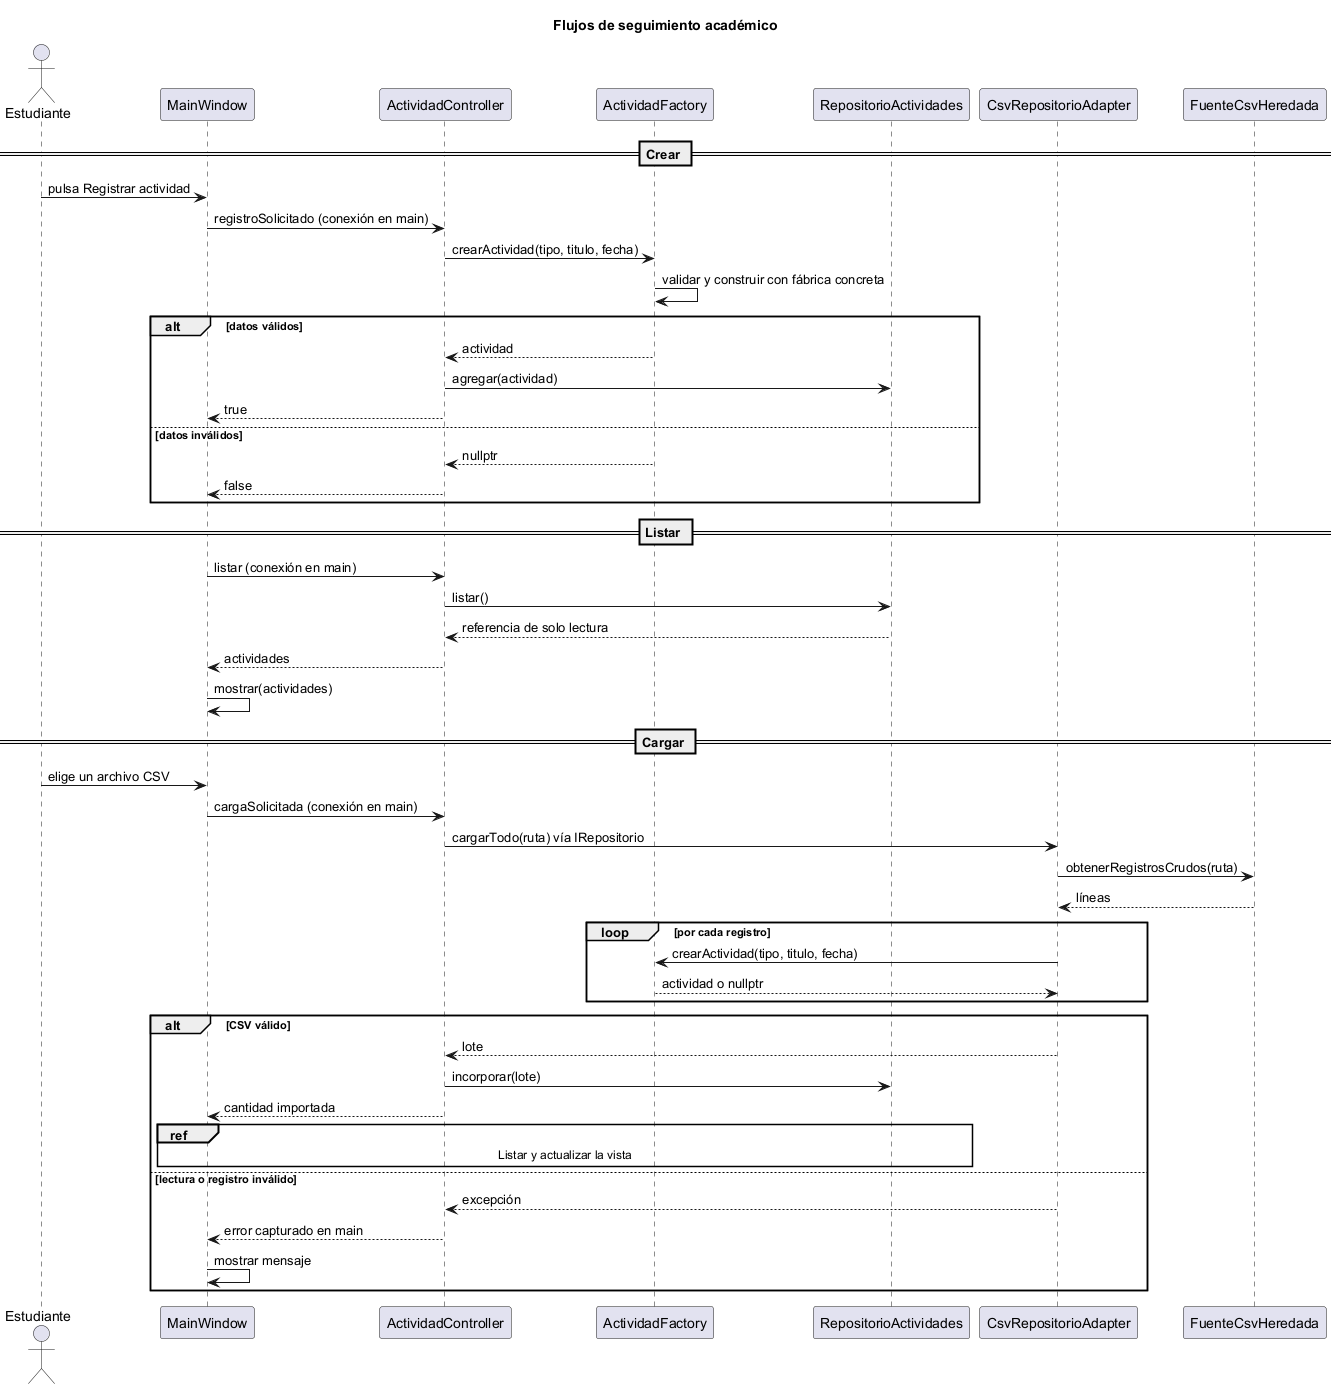 Flujos de seguimiento académico
Estudiante
MainWindow
ActividadController
ActividadFactory
RepositorioActividades
CsvRepositorioAdapter
FuenteCsvHeredada
Crear
pulsa Registrar actividad
registroSolicitado (conexión en main)
crearActividad(tipo, titulo, fecha)
validar y construir con fábrica concreta
alt
[datos válidos]
actividad
agregar(actividad)
true
[datos inválidos]
nullptr
false
Listar
listar (conexión en main)
listar()
referencia de solo lectura
actividades
mostrar(actividades)
Cargar
elige un archivo CSV
cargaSolicitada (conexión en main)
cargarTodo(ruta) vía IRepositorio
obtenerRegistrosCrudos(ruta)
líneas
loop
[por cada registro]
crearActividad(tipo, titulo, fecha)
actividad o nullptr
alt
[CSV válido]
lote
incorporar(lote)
cantidad importada
ref
Listar y actualizar la vista
[lectura o registro inválido]
excepción
error capturado en main
mostrar mensaje
Estudiante
MainWindow
ActividadController
ActividadFactory
RepositorioActividades
CsvRepositorioAdapter
FuenteCsvHeredada